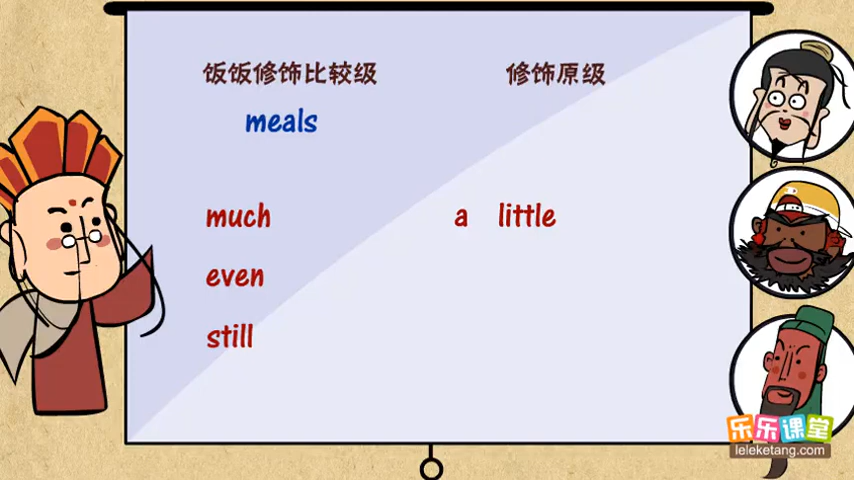 饭饭修饰比较级 修饰原级
meals
much a little
even
still
乐乐课堂
leleketang.com